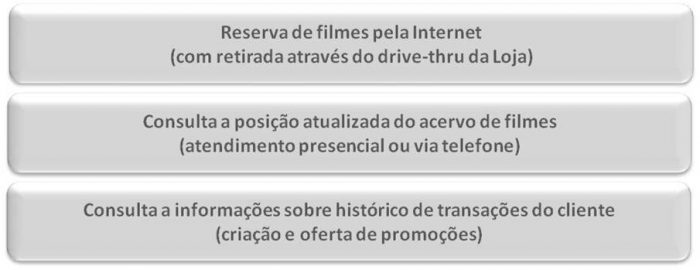 Reserva de filmes pela Internet
(com retirada através do drive-thru da Loja)
Consulta a posição atualizada do acervo de filmes
(atendimento presencial ou via telefone)
Consulta a informações sobre histórico de transações do cliente
(criação e oferta de promoções)